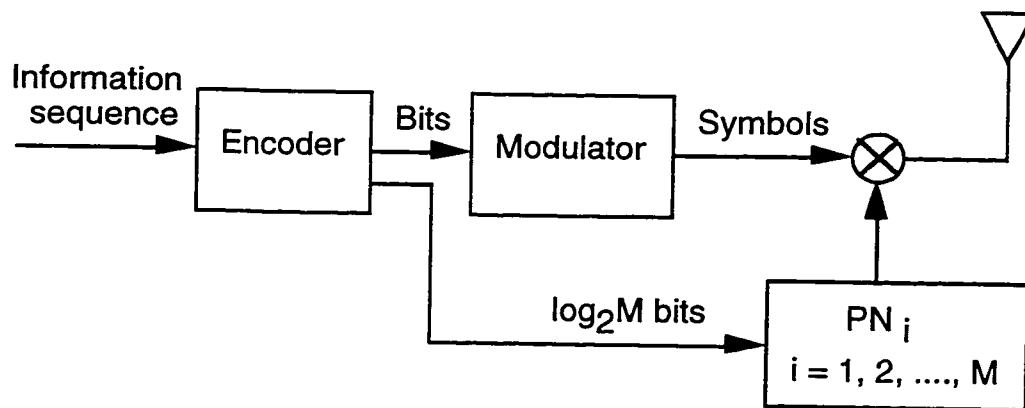 Information
sequence
Encoder
Bits
Modulator
Symbols
log₂M bits
PN i
i = 1, 2, ...., M